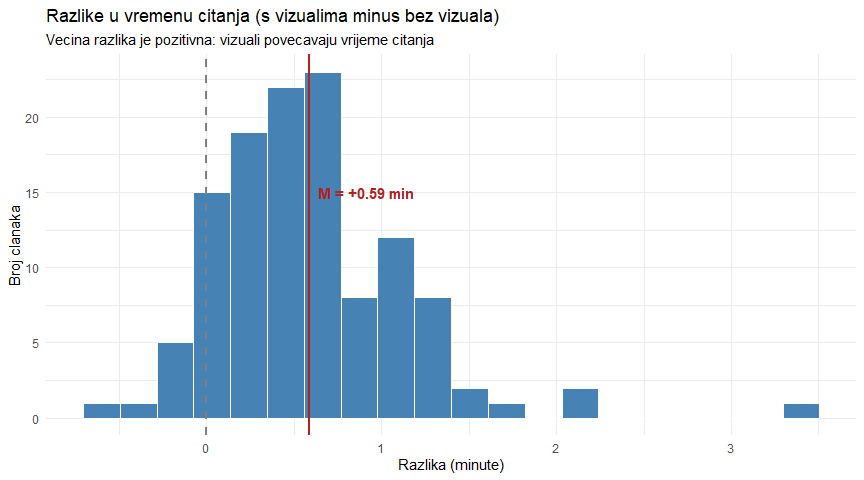 Razlike u vremenu citanja (s vizualima minus bez vizuala)
Vecina razlika je pozitivna: vizuali povecavaju vrijeme citanja
Broj clanaka
20
15
10
5
0
M = +0.59 min
0
1
2
3
Razlika (minute)